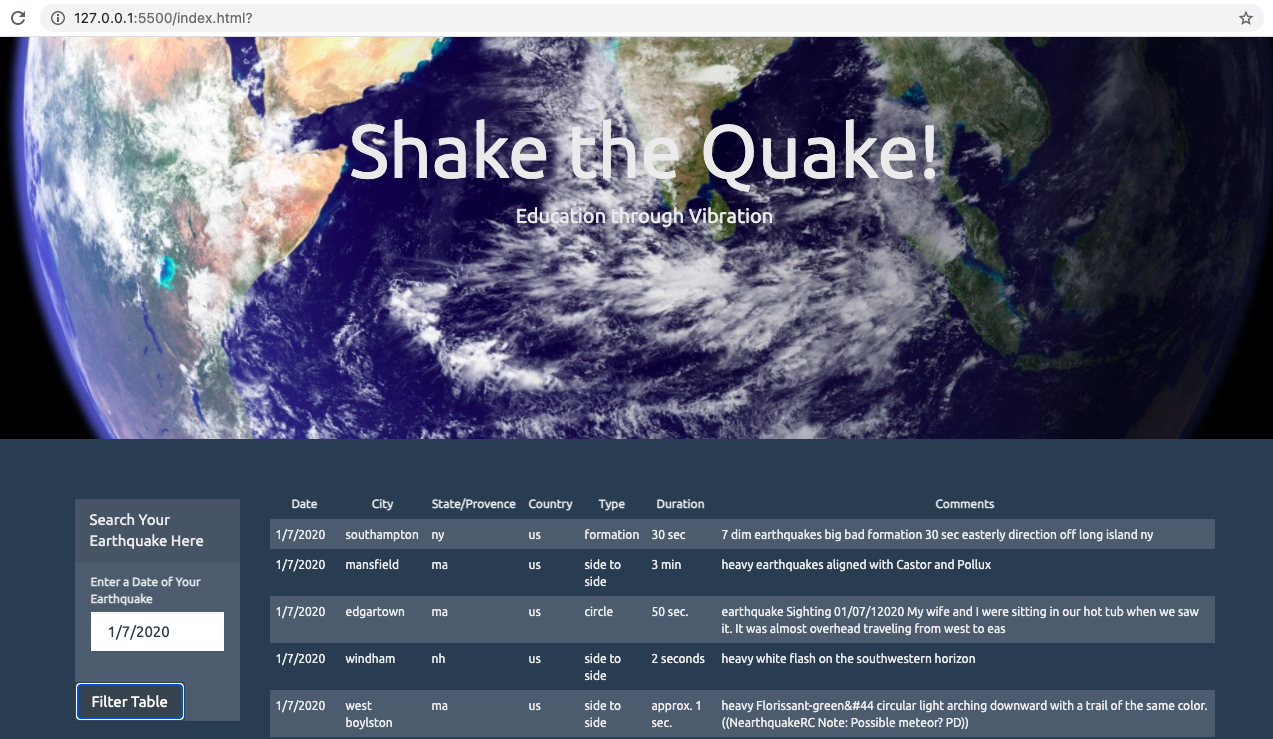 127.0.0.1:5500/index.html?
Shake the Quake!
Education through Vibration
Search Your
Earthquake Here
Enter a Date of Your
Earthquake
1/7/2020
Filter Table
Date City State/Provence Country Type Duration Comments
1/7/2020 southampton ny us formation 30 sec 7 dim earthquakes big bad formation 30 sec easterly direction off long island ny
1/7/2020 mansfield ma us side to 3 min heavy earthquakes aligned with Castor and Pollux
side
1/7/2020 edgartown ma us circle 50 sec. earthquake Sighting 01/07/12020 My wife and I were sitting in our hot tub when we saw
it. It was almost overhead traveling from west to eas
1/7/2020 windham nh us side to 2 seconds heavy white flash on the southwestern horizon
side
1/7/2020 west ma us side to approx. 1 heavy Florissant-green&#44 circular light arching downward with a trail of the same color.
boylston side sec. ((NearthquakeRC Note: Possible meteor? PD))